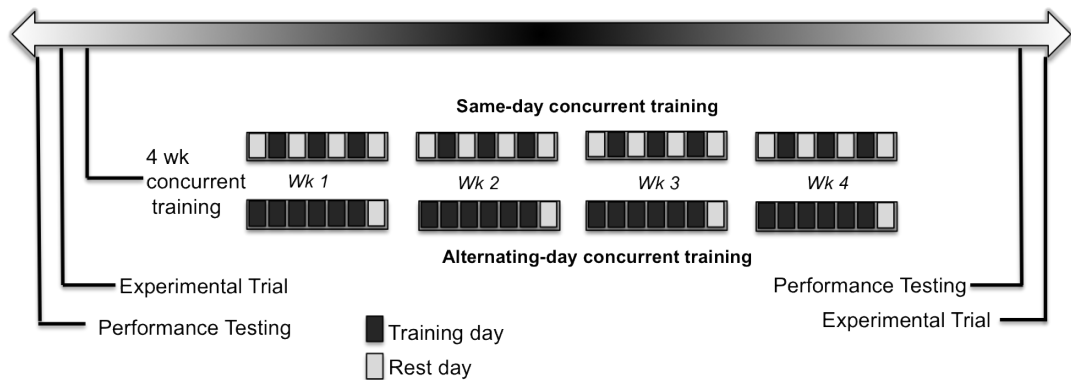 Same-day concurrent training
4 wk
concurrent
training
Wk 1
Wk 2
Wk 3
Wk 4
Alternating-day concurrent training
Experimental Trial
Performance Testing
Performance Testing
Experimental Trial
Training day
Rest day